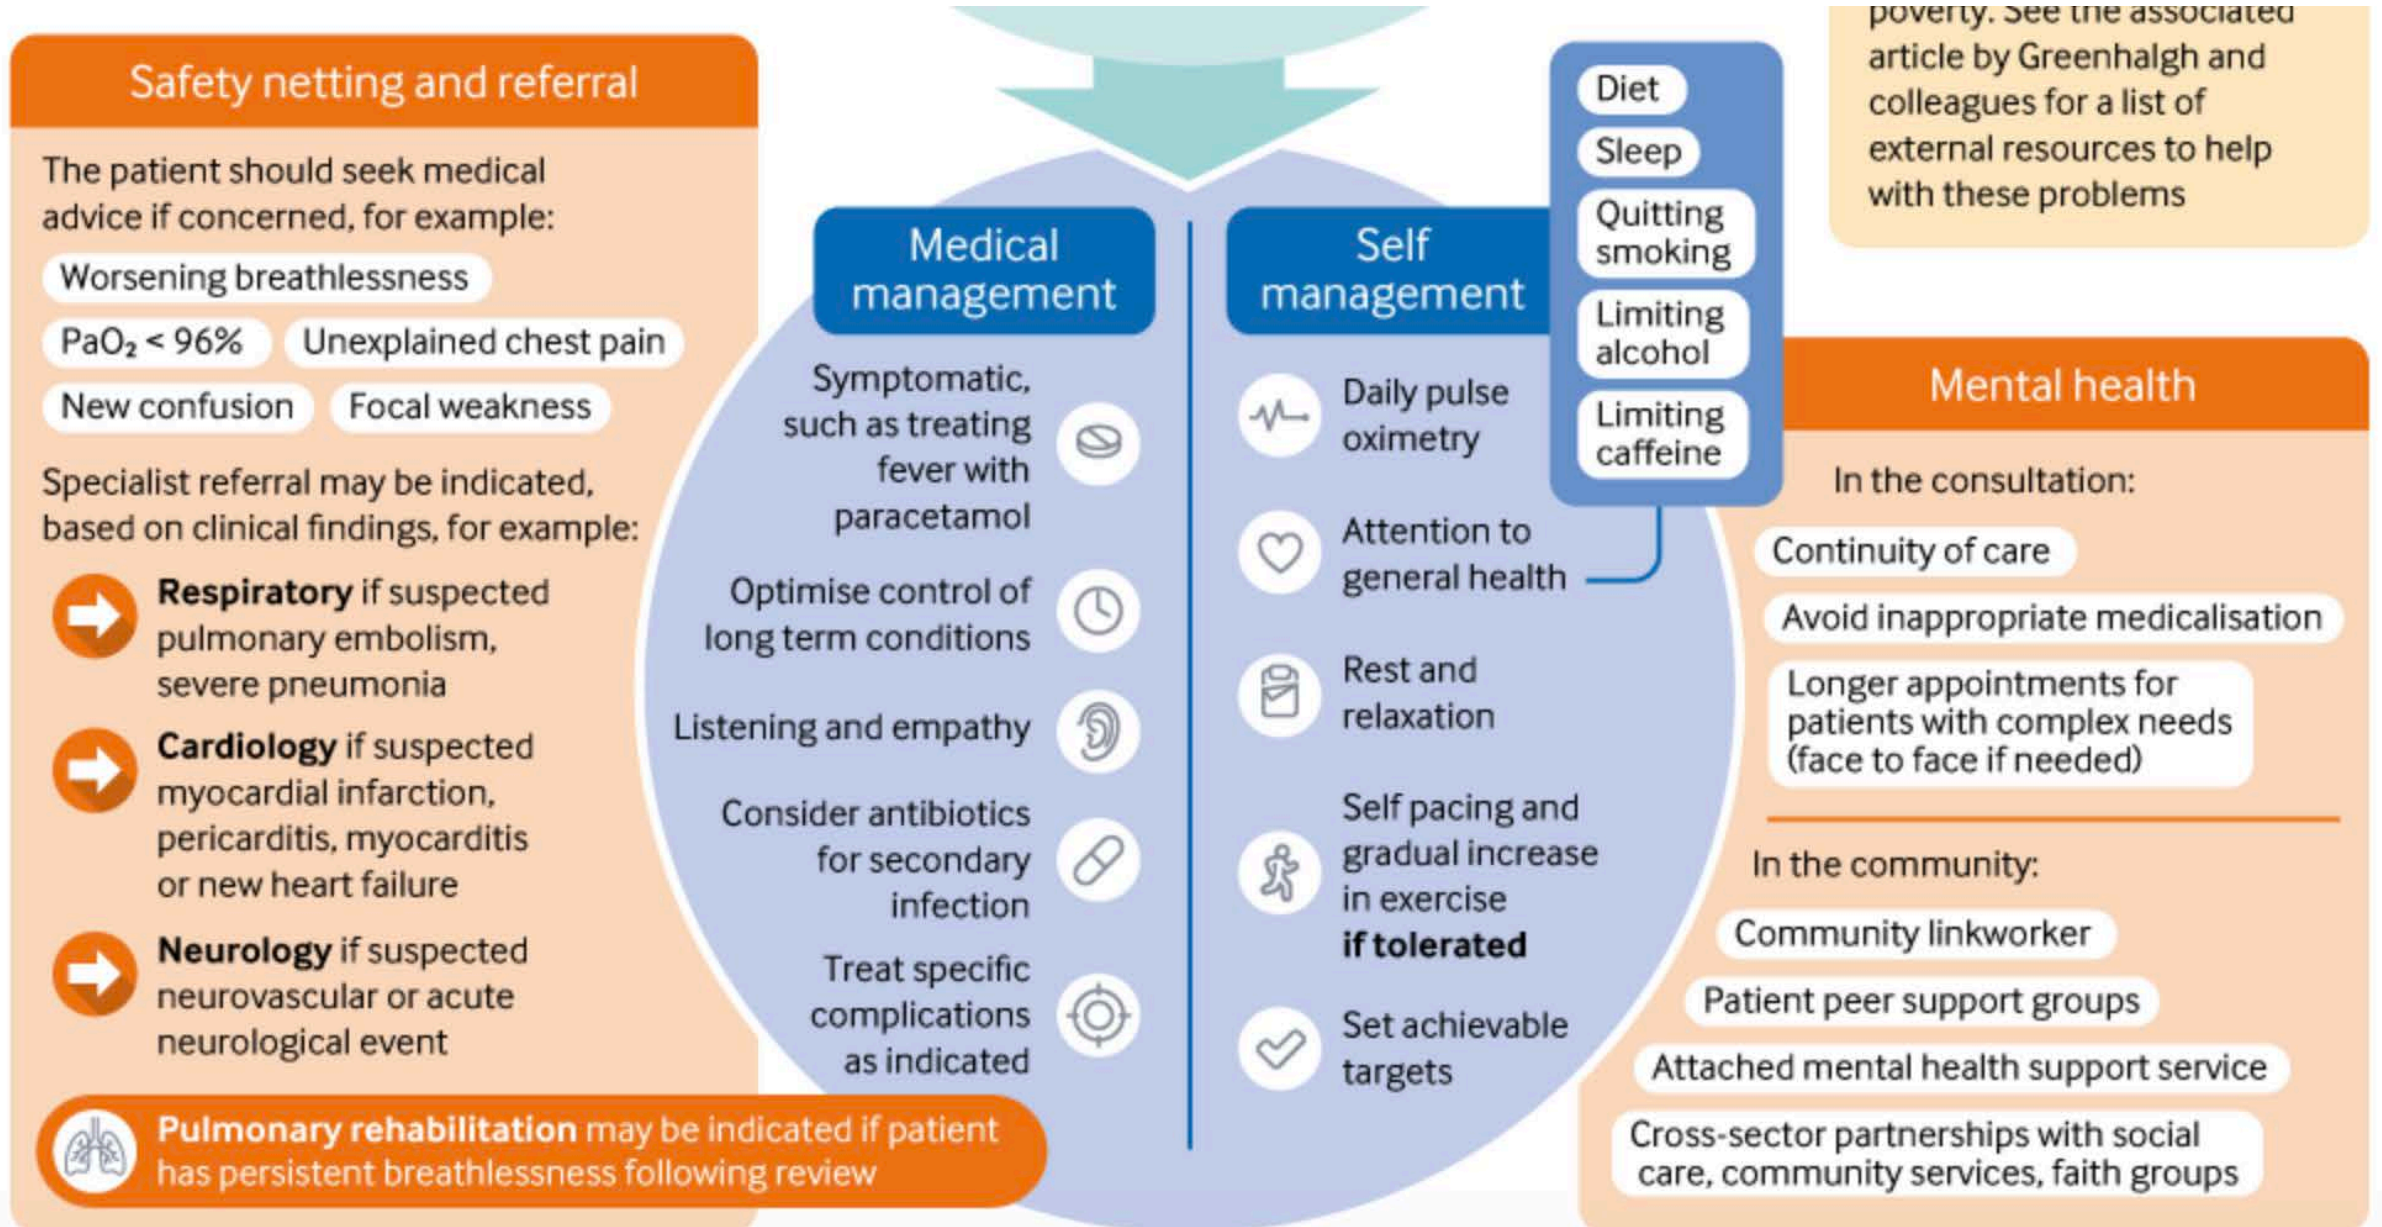 poverty. See the associated
article by Greenhalgh and
colleagues for a list of
external resources to help
with these problems
Safety netting and referral
The patient should seek medical
advice if concerned, for example:
Worsening breathlessness
PaO₂ < 96%
Unexplained chest pain
New confusion
Focal weakness
Specialist referral may be indicated,
based on clinical findings, for example:
Respiratory if suspected
pulmonary embolism,
severe pneumonia
Cardiology if suspected
myocardial infarction,
pericarditis, myocarditis
or new heart failure
Neurology if suspected
neurovascular or acute
neurological event
Pulmonary rehabilitation may be indicated if patient
has persistent breathlessness following review
Medical
management
Symptomatic,
such as treating
fever with
paracetamol
Optimise control of
long term conditions
Listening and empathy
Consider antibiotics
for secondary
infection
Treat specific
complications
as indicated
Self
management
Daily pulse
oximetry
Attention to
general health
Rest and
relaxation
Self pacing and
gradual increase
in exercise
if tolerated
Set achievable
targets
Diet
Sleep
Quitting
smoking
Limiting
alcohol
Limiting
caffeine
Mental health
In the consultation:
Continuity of care
Avoid inappropriate medicalisation
Longer appointments for
patients with complex needs
(face to face if needed)
In the community:
Community linkworker
Patient peer support groups
Attached mental health support service
Cross-sector partnerships with social
care, community services, faith groups